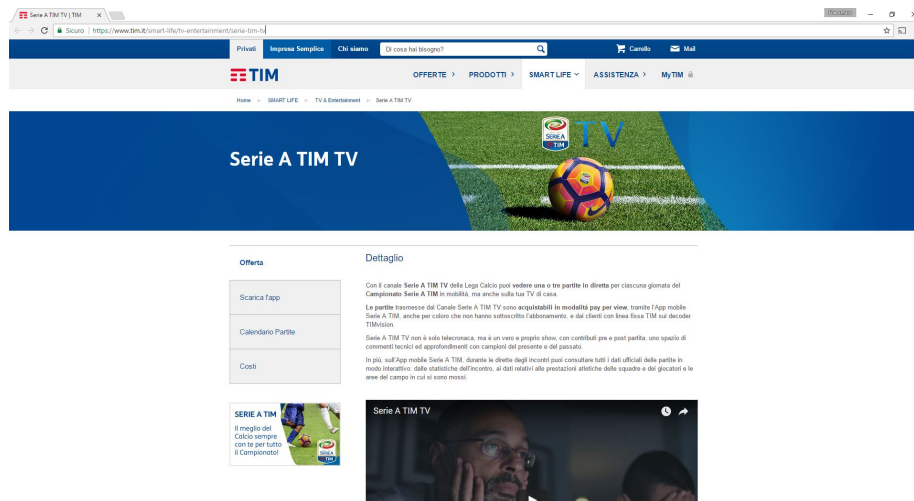 Serie A TIM TV | TIM
Sicuro | https://www.tim.it/smart-life/tv-entertainment/serie-tim-tv
Privati Impresa Semplice Chi siamo Di cosa hai bisogno? Carrello Mail
TIM OFFERTE > PRODOTTI > SMART LIFE ASSISTENZA > MyTIM
Home > SMART LIFE > TV & Entertainment > Serie A TIM TV
SERIE A
TIM
TV
Serie A TIM TV
Offerta
Scarica l'app
Calendario Partite
Costi
Dettaglio
Con il canale Serie A TIM TV della Lega Calcio puoi vedere una o tre partite in diretta per ciascuna giornata del
Campionato Serie A TIM in mobilità, ma anche sulla tua TV di casa.
Le partite trasmesse dal Canale Serie A TIM TV sono acquistabili in modalità pay per view, tramite l'App mobile
Serie A TIM, anche per coloro che non hanno sottoscritto l'abbonamento, e dai clienti con linea fissa TIM sui decoder
TIMvision.
Serie A TIM TV non è solo telecronaca, ma è un vero e proprio show, con contributi pre e post partita, uno spazio di
commenti tecnici ed approfondimenti con campioni del presente e del passato.
In più, sull'App mobile Serie A TIM, durante le dirette degli incontri puoi consultare tutti i dati ufficiali delle partite in
modo interattivo: dalle statistiche dell'incontro, ai dati relativi alle prestazioni atletiche delle squadre e dei giocatori e le
aree del campo in cui si sono mossi.
SERIE A TIM
Il meglio del
Calcio sempre
con te per tutto
il Campionato!
SERIE A
TIM
Serie A TIM TV